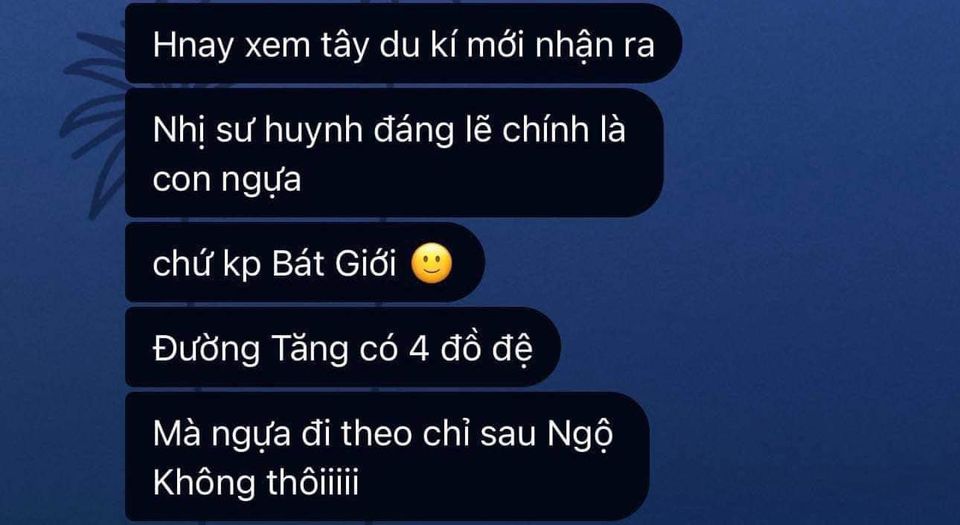 Hnay xem tây du kí mới nhận ra
Nhị sư huynh đáng lẽ chính là
con ngựa
chứ kp Bát Giới 🙂
Đường Tăng có 4 đồ đệ
Mà ngựa đi theo chỉ sau Ngộ
Không thôiiiii